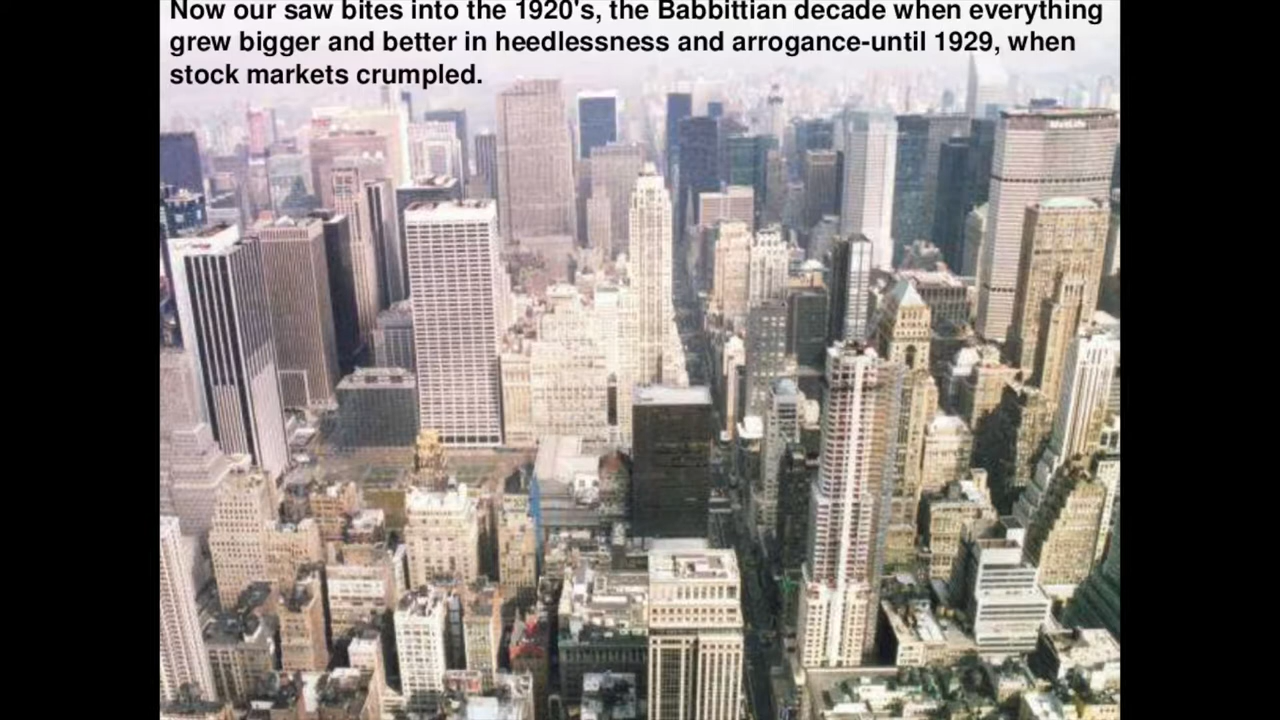 Now our saw bites into the 1920's, the Babbittian decade when everything
grew bigger and better in heedlessness and arrogance-until 1929, when
stock markets crumpled.
MetLife